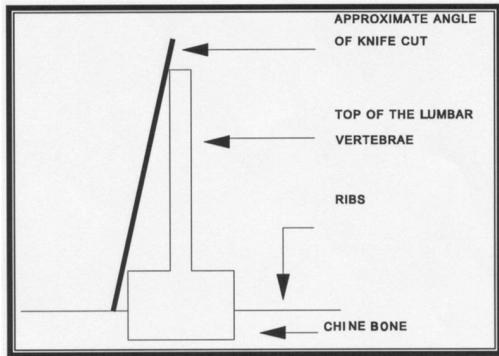 APPROXIMATE ANGLE
OF KNIFE CUT
TOP OF THE LUMBAR
VERTEBRAE
RIBS
CHINE BONE